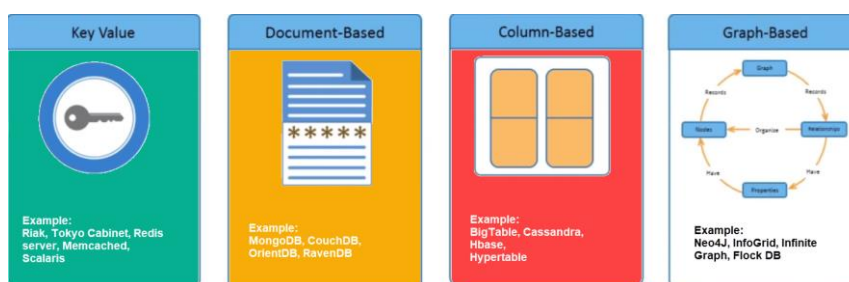 Key Value
Example:
Riak, Tokyo Cabinet, Redis
server, Memcached,
Scalaris
Document-Based
*****
Example:
MongoDB, CouchDB,
OrientDB, RavenDB
Column-Based
Example:
BigTable, Cassandra,
Hbase,
Hypertable
Graph-Based
Graph
Records
Records
Nodes
Organize
Relationships
Have
Have
Properties
Example:
Neo4J, InfoGrid, Infinite
Graph, Flock DB